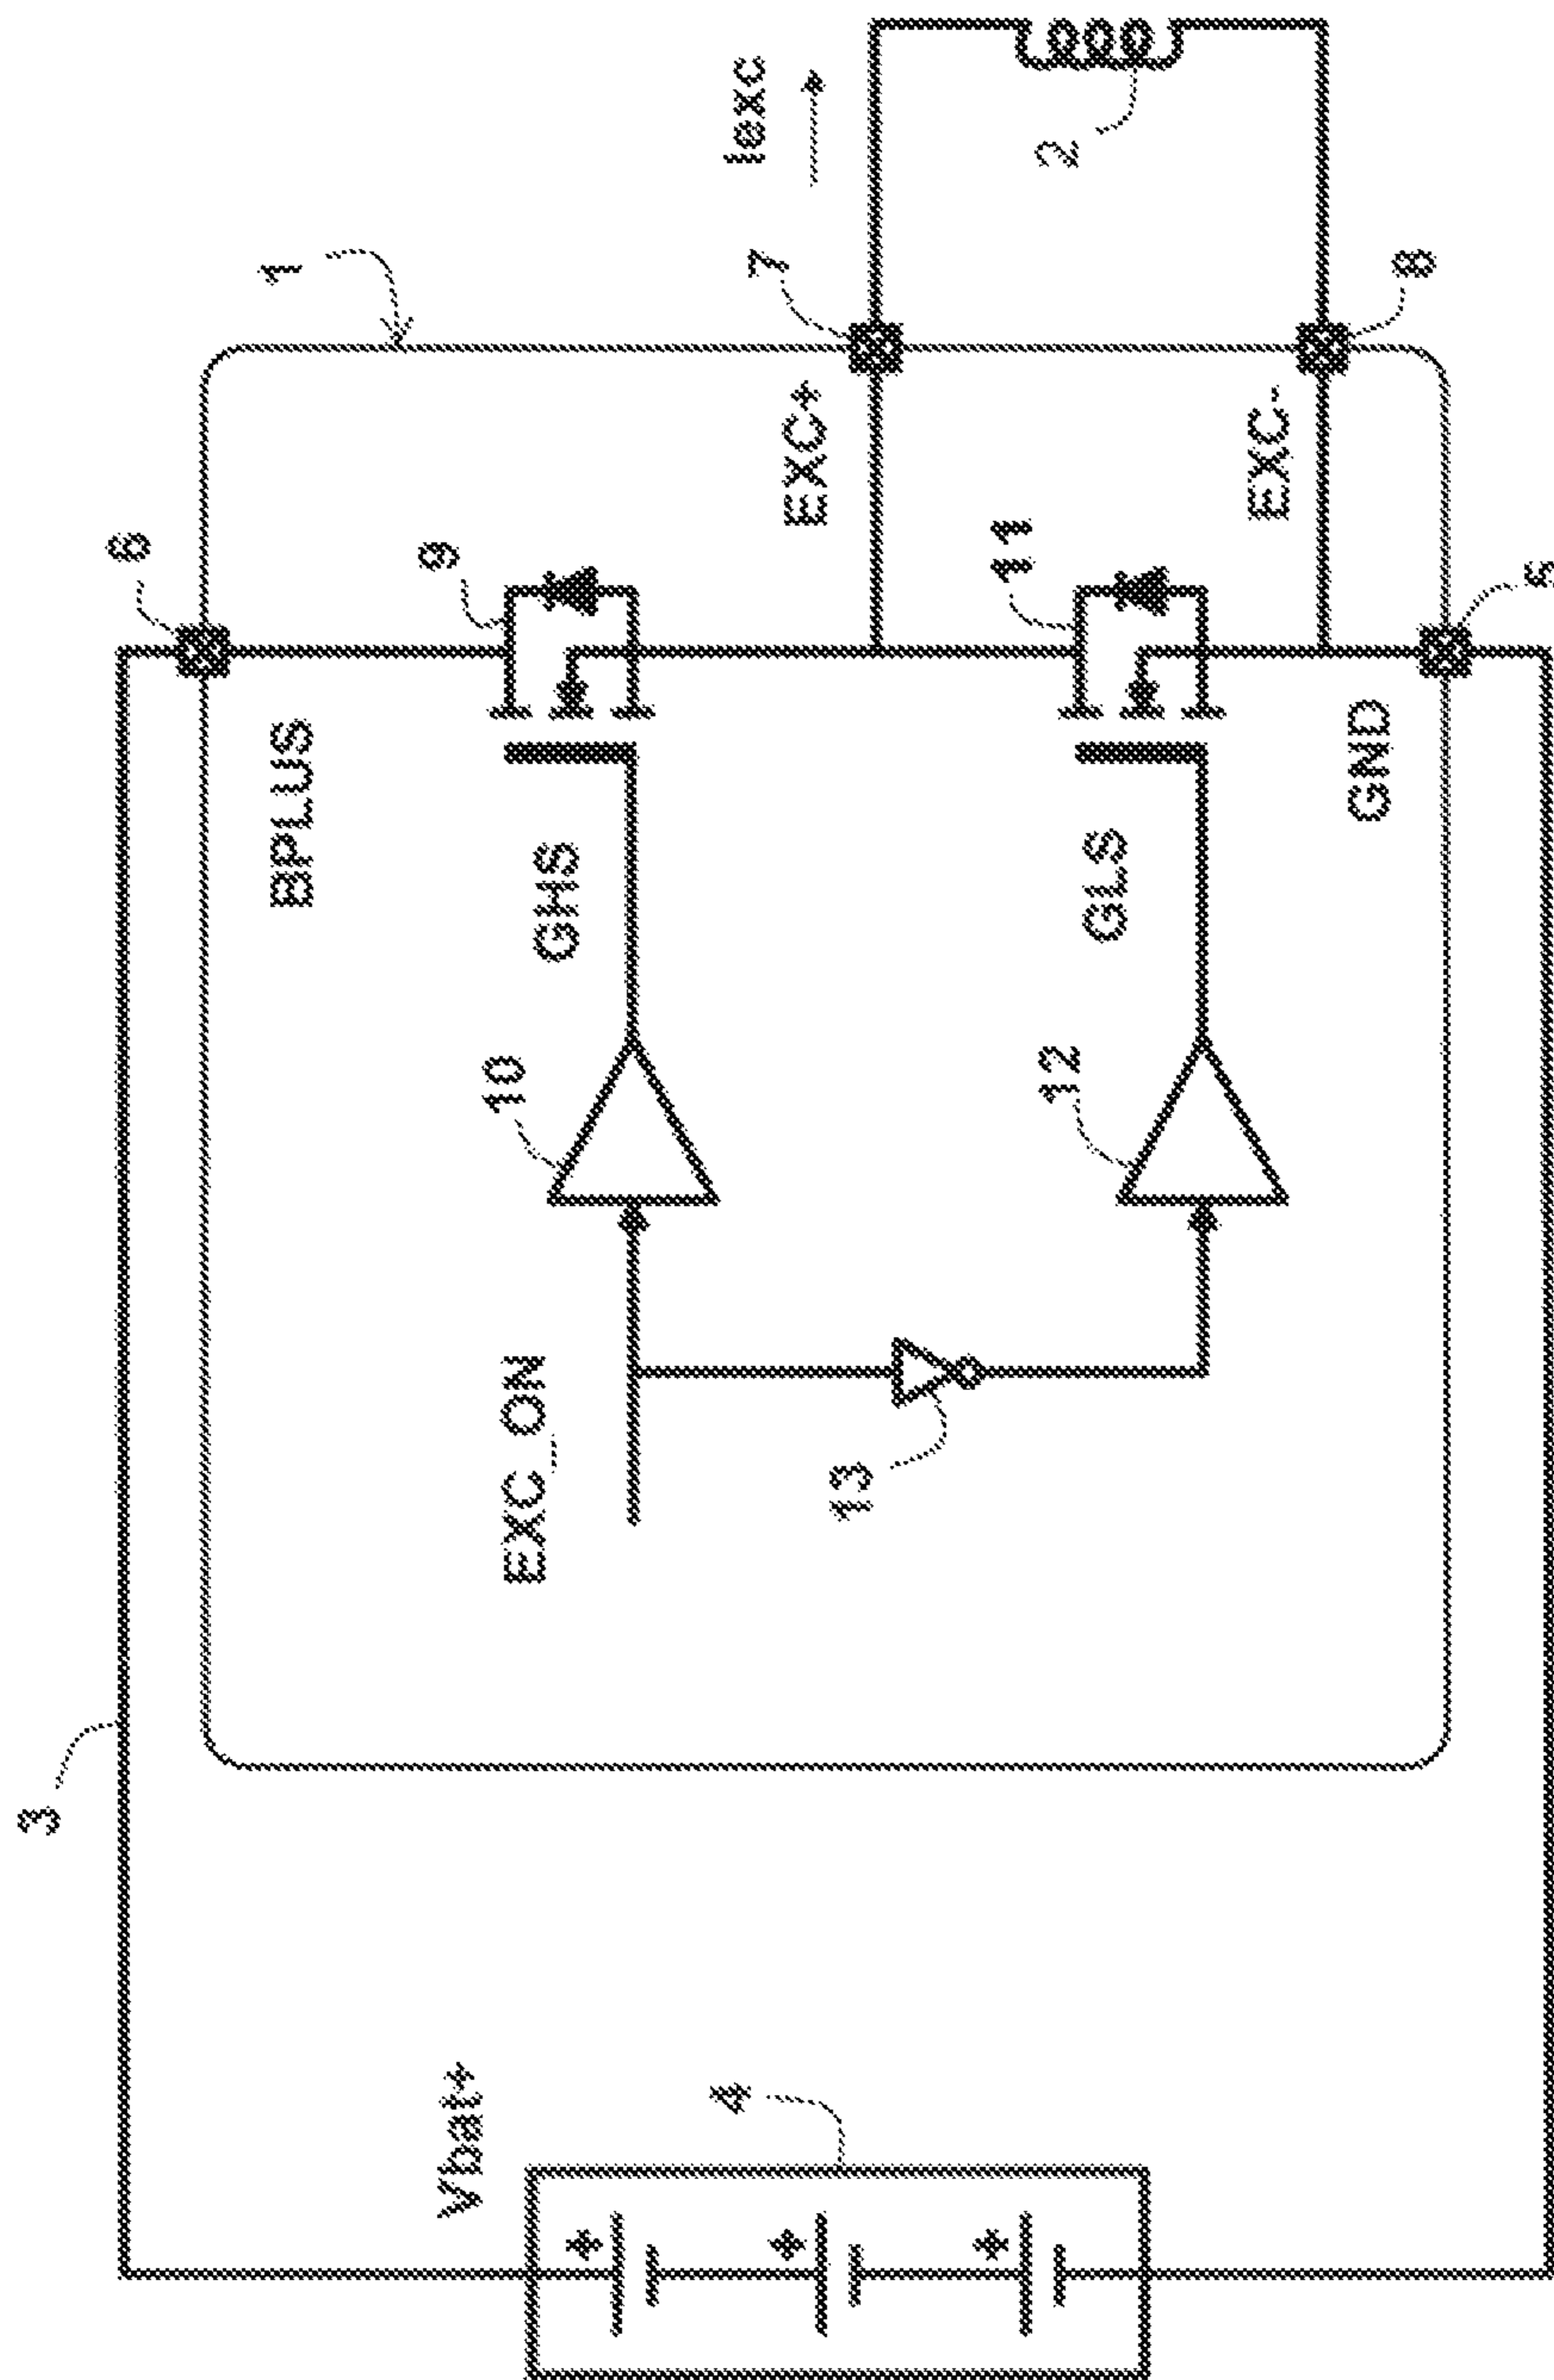 3
6
1
BPLUS
9
Vbat+
EXC_ON
10
GHS
Iexc
7
EXC+
4
13
11
2
12
GLS
EXC-
8
GND
5